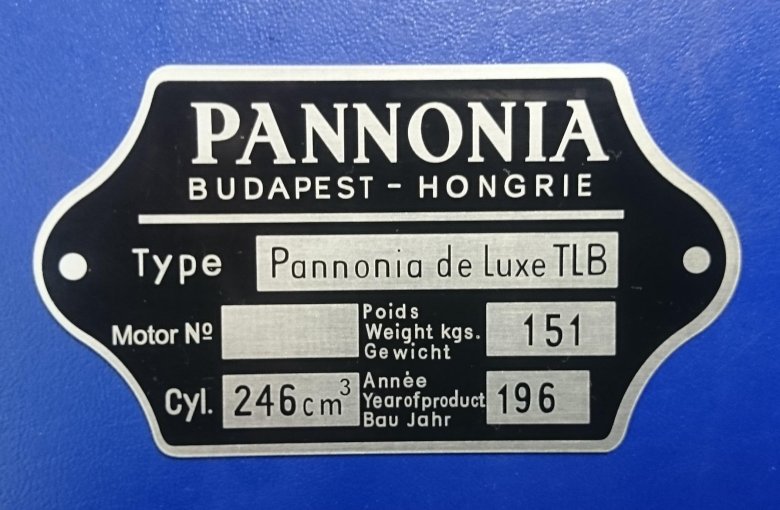 PANNONIA
BUDAPEST - HONGRIE
Type Pannonia de Luxe TLB
Motor Nº
Poids
Weight kgs.
Gewicht
151
Cyl. 246cm³
Annėe
Yearofproduct
Bau Jahr
196